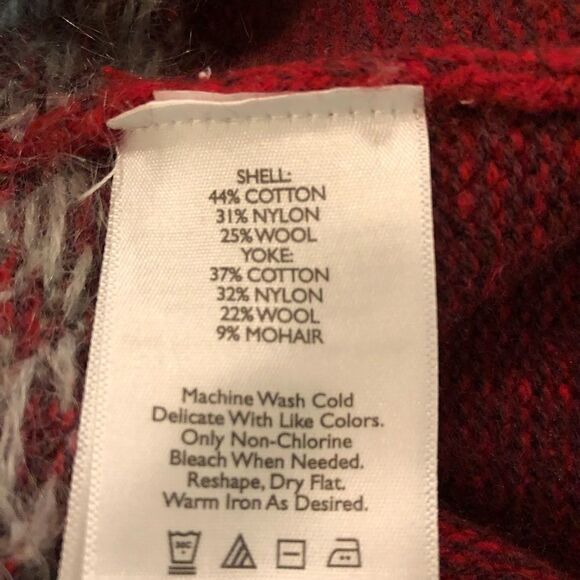 SHELL:
44% COTTON
31% NYLON
25% WOOL
YOKE:
37% COTTON
32% NYLON
22% WOOL
9% MOHAIR
Machine Wash Cold
Delicate With Like Colors.
Only Non-Chlorine
Bleach When Needed.
Reshape, Dry Flat.
Warm Iron As Desired.
30C